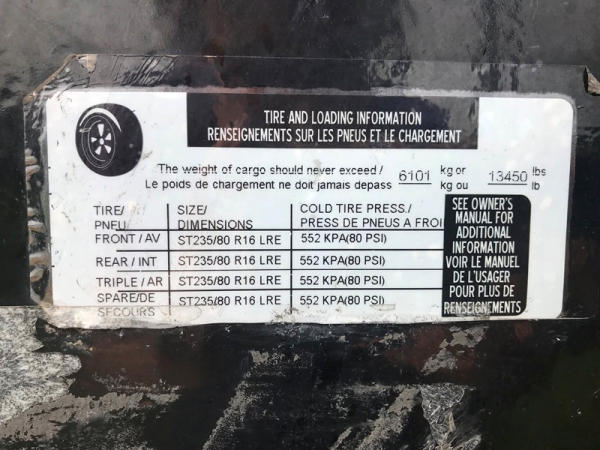 TIRE AND LOADING INFORMATION
RENSEIGNEMENTS SUR LES PNEUS ET LE CHARGEMENT
The weight of cargo should never exceed / 6101 kg or 13450 lbs
Le poids de chargement ne doit jamais depass kg ou lb
TIRE/ SIZE/ COLD TIRE PRESS./
PNEU DIMENSIONS PRESS DE PNEUS A FROI
FRONT / AV ST235/80 R16 LRE 552 KPA(80 PSI)
REAR / INT ST235/80 R16 LRE 552 KPA(80 PSI)
TRIPLE / AR ST235/80 R16 LRE 552 KPA(80 PSI)
SPARE/DE ST235/80 R16 LRE 552 KPA(80 PSI)
SECOURS
SEE OWNER'S
MANUAL FOR
ADDITIONAL
INFORMATION
VOIR LE MANUEL
DE L'USAGER
POUR PLUS DE
RENSEIGNEMENTS